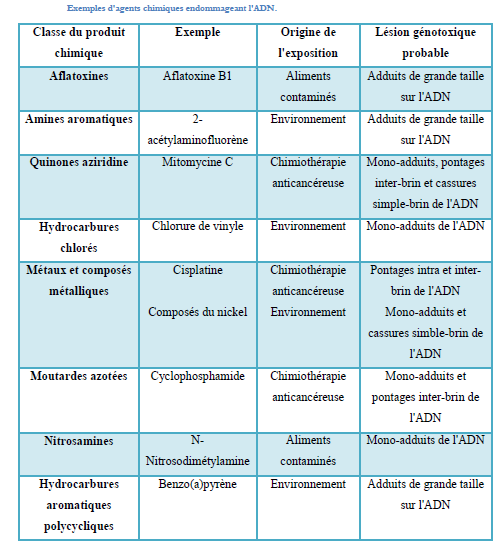 Exemples d'agents chimiques endommageant l'ADN.
Classe du produit
chimique
Exemple
Origine de
l'exposition
Lésion génotoxique
probable
Aflatoxines
Aflatoxine B1
Aliments
contaminés
Adduits de grande taille
sur l'ADN
Amines aromatiques
2-
acétylaminofluorène
Environnement
Adduits de grande taille
sur l'ADN
Quinones aziridine
Mitomycine C
Chimiothérapie
anticancéreuse
Mono-adduits, pontages
inter-brin et cassures
simple-brin de l'ADN
Hydrocarbures
chlorés
Chlorure de vinyle
Environnement
Mono-adduits de l'ADN
Métaux et composés
métalliques
Cisplatine
Composés du nickel
Chimiothérapie
anticancéreuse
Environnement
Pontages intra et inter-
brin de l'ADN
Mono-adduits et
cassures simble-brin de
l'ADN
Moutardes azotées
Cyclophosphamide
Chimiothérapie
anticancéreuse
Mono-adduits et
pontages inter-brin de
l'ADN
Nitrosamines
N-
Nitrosodimétylamine
Aliments
contaminés
Mono-adduits de l'ADN
Hydrocarbures
aromatiques
polycycliques
Benzo(a)pyrène
Environnement
Adduits de grande taille
sur l'ADN